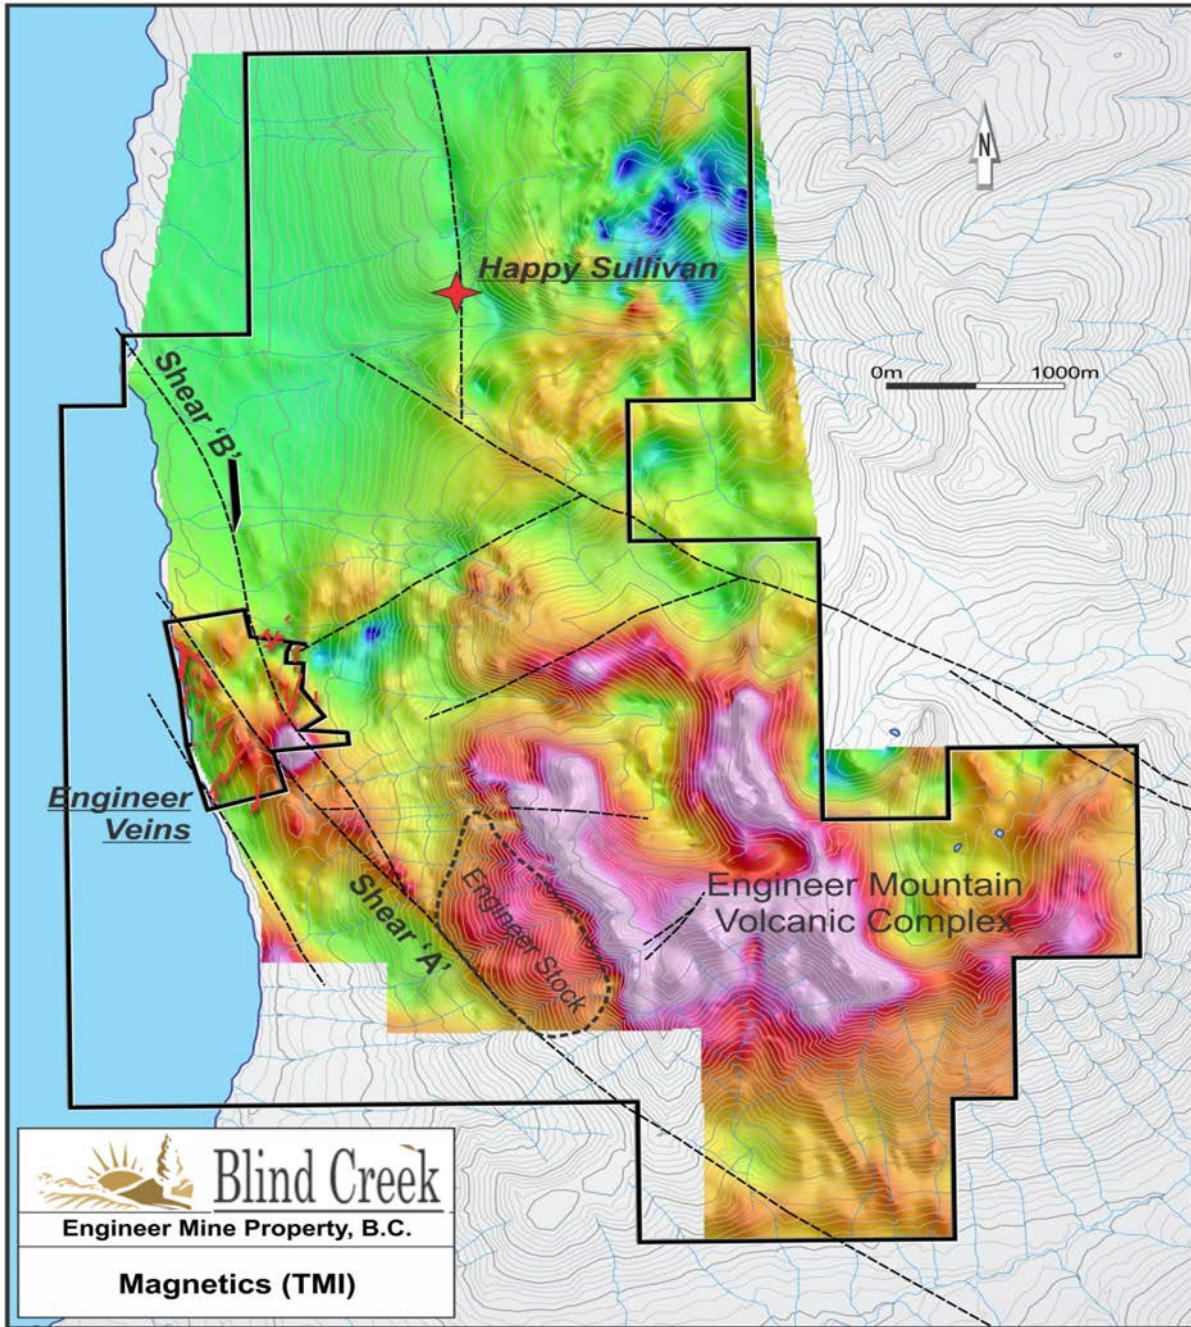 N
Happy Sullivan
0m 1000m
Shear 'B'
Engineer
Veins
Shear 'A'
Engineer Stock
Engineer Mountain
Volcanic Complex
Blind Creek
Engineer Mine Property, B.C.
Magnetics (TMI)